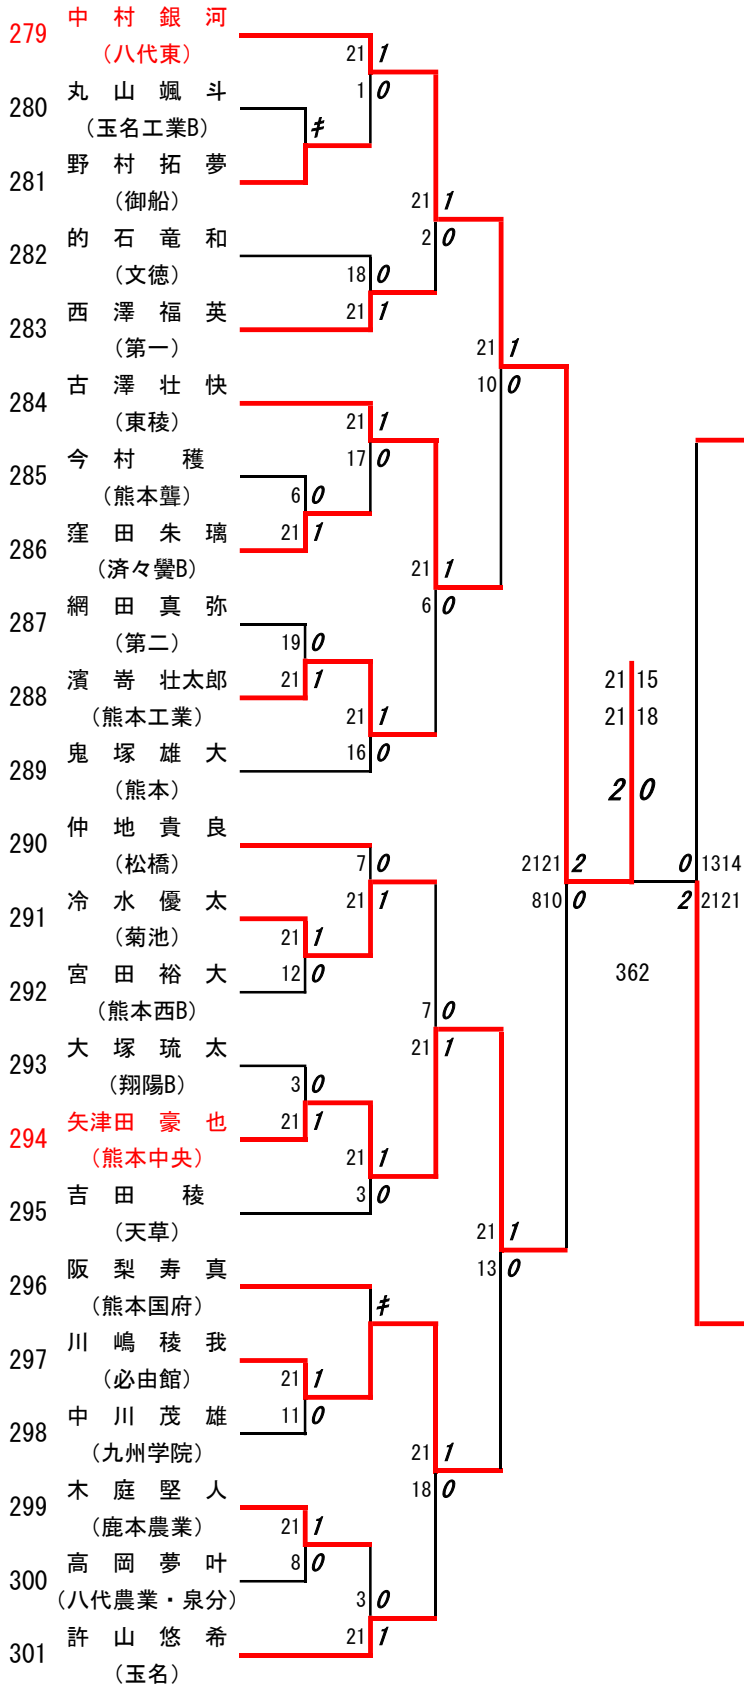 279 中村銀河
(八代東) 21 1
280 丸山颯斗 1 0
(玉名工業B) キ
281 野村拓夢
(御船) 21 1
282 的石竜和 2 0
(文徳) 18 0
283 西澤福英 21 1
(第一) 21 1
284 古澤壮快 10 0
(東稜) 21 1
285 今村穫 17 0
(熊本聾) 6 0
286 窪田朱璃 21 1
(済々黌B) 21 1
287 網田真弥 6 0
(第二) 19 0
288 濱嵜壮太郎 21 1 21 15
(熊本工業) 21 1 21 18
289 鬼塚雄大 16 0
(熊本) 2 0
290 仲地貴良
(松橋) 7 0 2121 2 0 1314
291 冷水優太 21 1 810 0 2 2121
(菊池) 21 1
292 宮田裕大 12 0 362
(熊本西B) 7 0
293 大塚琉太 21 1
(翔陽B) 3 0
294 矢津田豪也 21 1
(熊本中央) 21 1
295 吉田稜 3 0
(天草) 21 1
296 阪梨寿真 13 0
(熊本国府) キ
297 川嶋稜我
(必由館) 21 1
298 中川茂雄 11 0
(九州学院) 21 1
299 木庭堅人 18 0
(鹿本農業) 21 1
300 高岡夢叶 8 0
(八代農業・泉分) 3 0
301 許山悠希 21 1
(玉名)